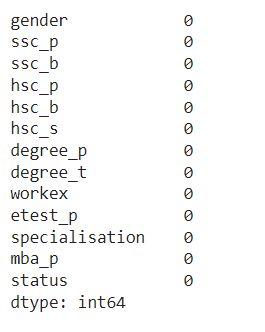 gender 0
ssc_p 0
ssc_b 0
hsc_p 0
hsc_b 0
hsc_s 0
degree_p 0
degree_t 0
workex 0
etest_p 0
specialisation 0
mba_p 0
status 0
dtype: int64